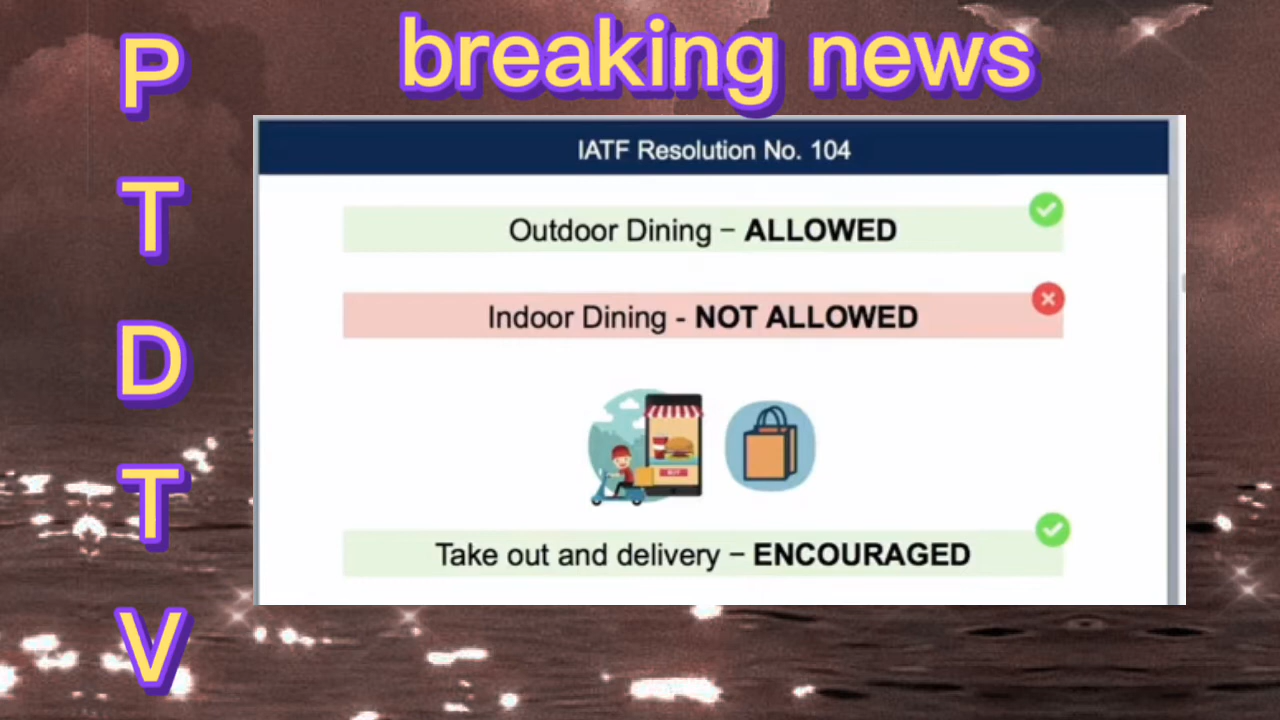 breaking news
P
T
D
T
V
IATF Resolution No. 104
Outdoor Dining – ALLOWED
Indoor Dining - NOT ALLOWED
Take out and delivery – ENCOURAGED